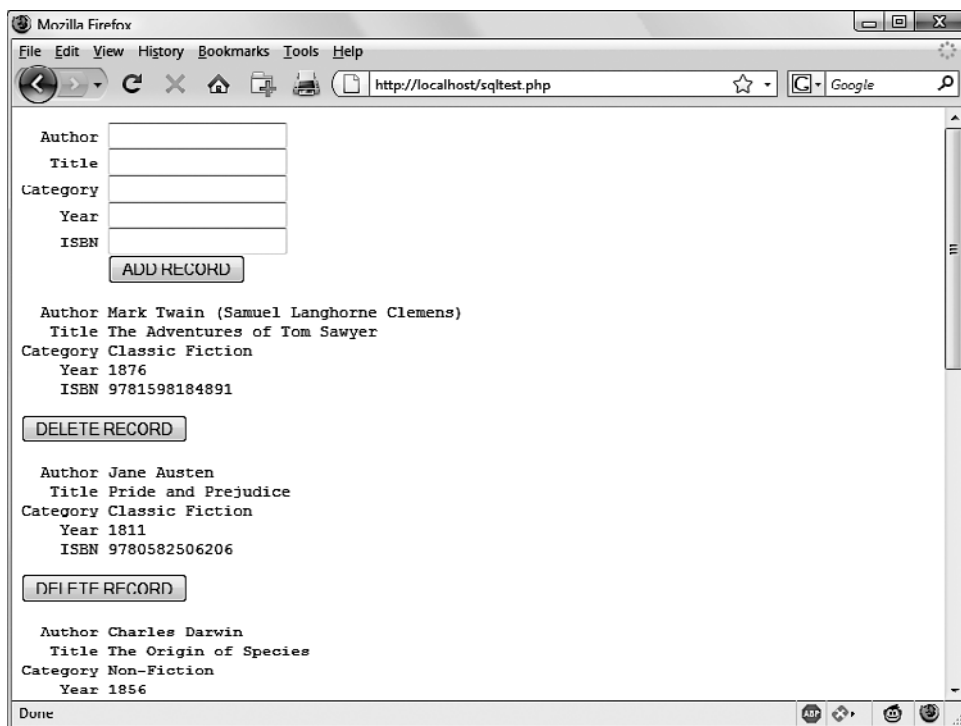 Mozilla Firefox
File Edit View History Bookmarks Tools Help
http://localhost/sqltest.php
G Google
Author
Title
Category
Year
ISBN
ADD RECORD
Author Mark Twain (Samuel Langhorne Clemens)
Title The Adventures of Tom Sawyer
Category Classic Fiction
Year 1876
ISBN 9781598184891
DELETE RECORD
Author Jane Austen
Title Pride and Prejudice
Category Classic Fiction
Year 1811
ISBN 9780582506206
DELETE RECORD
Author Charles Darwin
Title The Origin of Species
Category Non-Fiction
Year 1856
Done
ABP